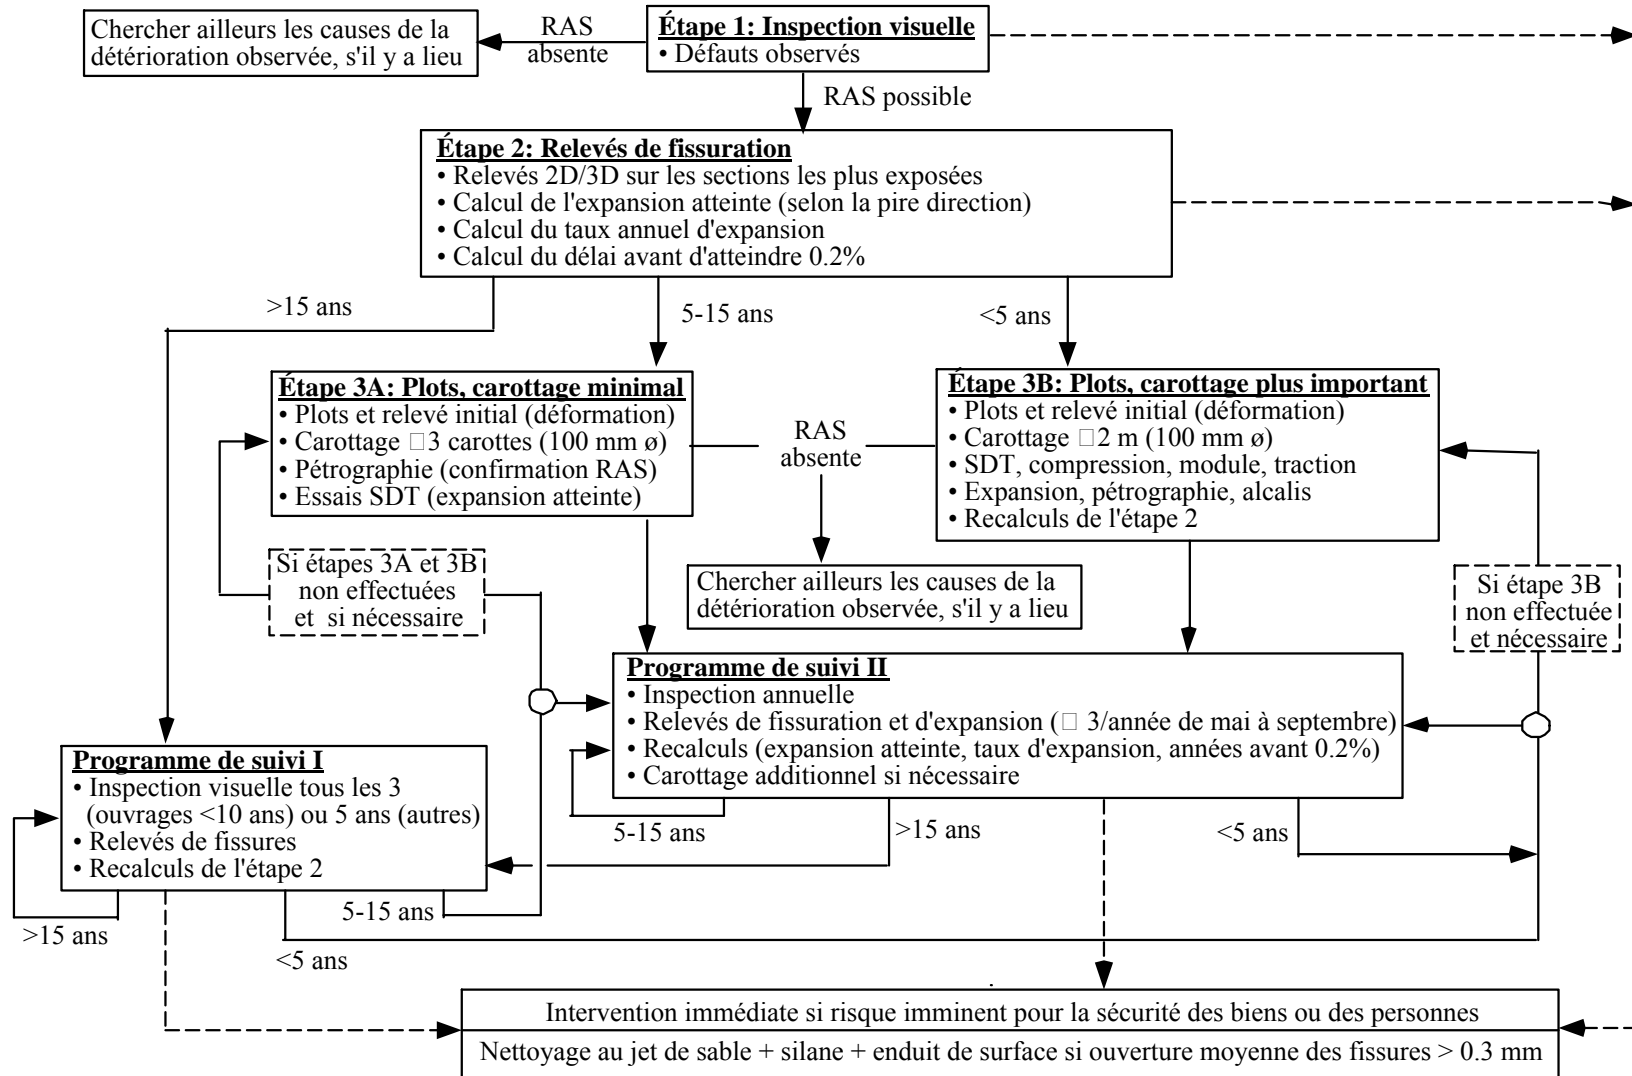 Chercher ailleurs les causes de la
détérioration observée, s'il y a lieu
RAS
absente
Étape 1: Inspection visuelle
• Défauts observés
RAS possible
Étape 2: Relevés de fissuration
• Relevés 2D/3D sur les sections les plus exposées
• Calcul de l'expansion atteinte (selon la pire direction)
• Calcul du taux annuel d'expansion
• Calcul du délai avant d'atteindre 0.2%
>15 ans
5-15 ans
<5 ans
Étape 3A: Plots, carottage minimal
• Plots et relevé initial (déformation)
• Carottage □3 carottes (100 mm ø)
• Pétrographie (confirmation RAS)
• Essais SDT (expansion atteinte)
RAS
absente
Étape 3B: Plots, carottage plus important
• Plots et relevé initial (déformation)
• Carottage □2 m (100 mm ø)
• SDT, compression, module, traction
• Expansion, pétrographie, alcalis
• Recalculs de l'étape 2
Si étapes 3A et 3B
non effectuées
et si nécessaire
Chercher ailleurs les causes de la
détérioration observée, s'il y a lieu
Si étape 3B
non effectuée
et nécessaire
Programme de suivi II
• Inspection annuelle
• Relevés de fissuration et d'expansion (□ 3/année de mai à septembre)
• Recalculs (expansion atteinte, taux d'expansion, années avant 0.2%)
• Carottage additionnel si nécessaire
Programme de suivi I
• Inspection visuelle tous les 3
(ouvrages <10 ans) ou 5 ans (autres)
• Relevés de fissures
• Recalculs de l'étape 2
5-15 ans
>15 ans
<5 ans
5-15 ans
>15 ans
<5 ans
Intervention immédiate si risque imminent pour la sécurité des biens ou des personnes
Nettoyage au jet de sable + silane + enduit de surface si ouverture moyenne des fissures > 0.3 mm